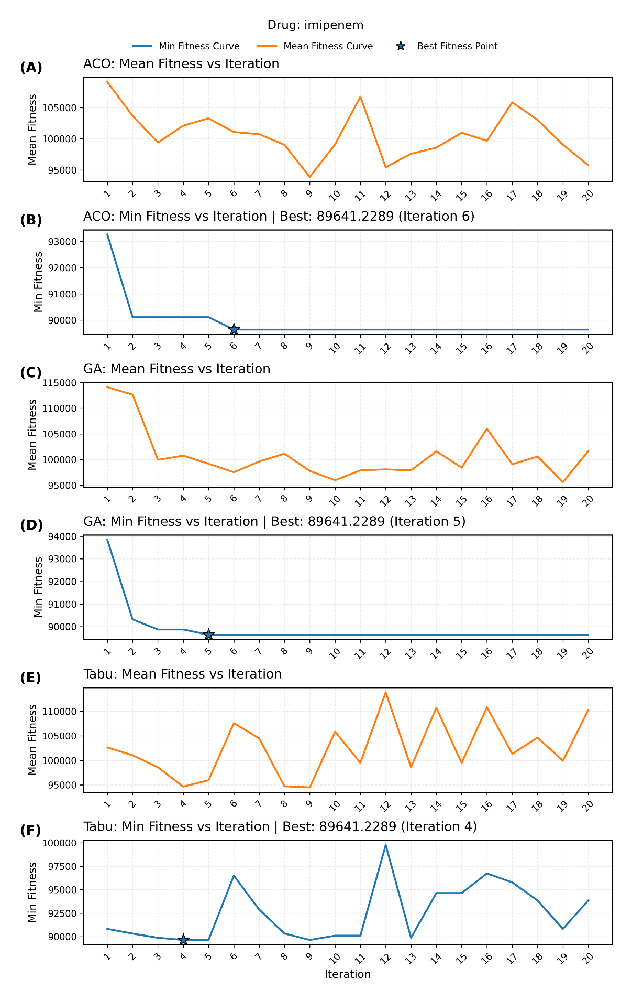 Drug: imipenem
Min Fitness Curve Mean Fitness Curve Best Fitness Point
(A) ACO: Mean Fitness vs Iteration
Mean Fitness
105000
100000
95000
1 2 3 4 5 6 7 8 9 10 11 12 13 14 15 16 17 18 19 20
(B) ACO: Min Fitness vs Iteration | Best: 89641.2289 (Iteration 6)
Min Fitness
93000
92000
91000
90000
1 2 3 4 5 6 7 8 9 10 11 12 13 14 15 16 17 18 19 20
(C) GA: Mean Fitness vs Iteration
Mean Fitness
115000
110000
105000
100000
95000
1 2 3 4 5 6 7 8 9 10 11 12 13 14 15 16 17 18 19 20
(D) GA: Min Fitness vs Iteration | Best: 89641.2289 (Iteration 5)
Min Fitness
94000
93000
92000
91000
90000
1 2 3 4 5 6 7 8 9 10 11 12 13 14 15 16 17 18 19 20
(E) Tabu: Mean Fitness vs Iteration
Mean Fitness
110000
105000
100000
95000
1 2 3 4 5 6 7 8 9 10 11 12 13 14 15 16 17 18 19 20
(F) Tabu: Min Fitness vs Iteration | Best: 89641.2289 (Iteration 4)
Min Fitness
100000
97500
95000
92500
90000
1 2 3 4 5 6 7 8 9 10 11 12 13 14 15 16 17 18 19 20
Iteration